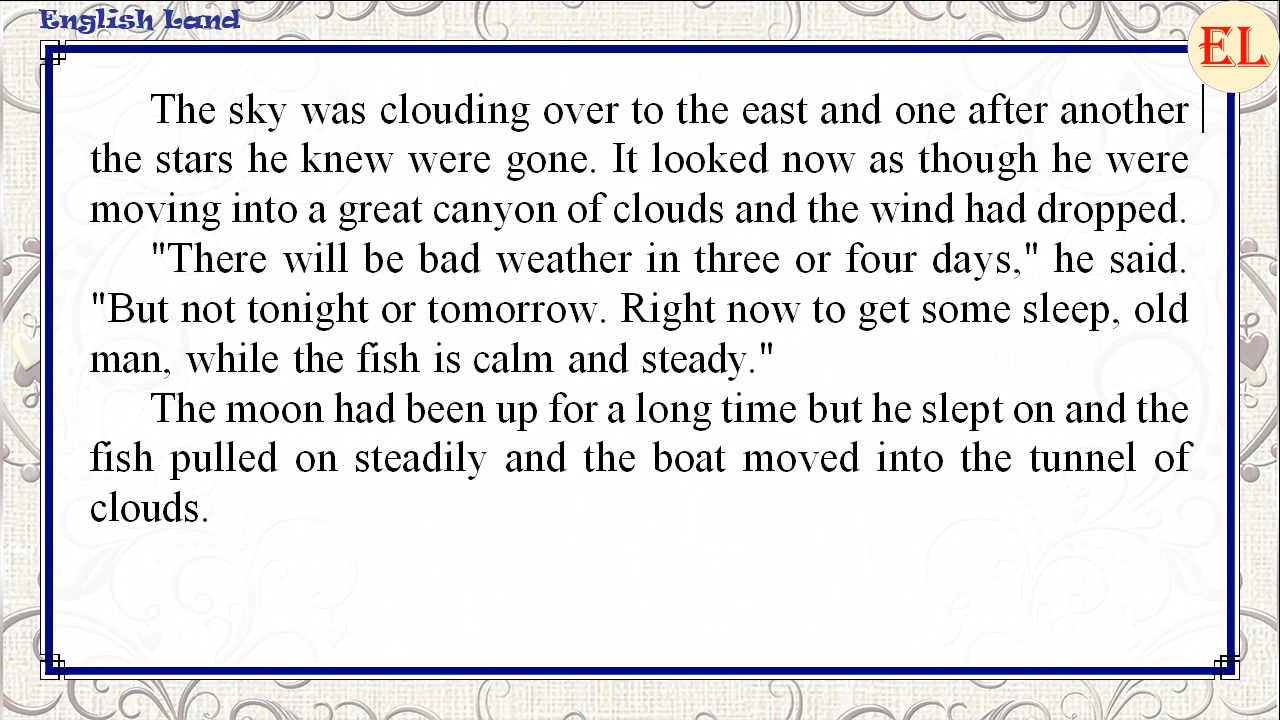 English Land
EL
The sky was clouding over to the east and one after another
the stars he knew were gone. It looked now as though he were
moving into a great canyon of clouds and the wind had dropped.
"There will be bad weather in three or four days," he said.
"But not tonight or tomorrow. Right now to get some sleep, old
man, while the fish is calm and steady."
The moon had been up for a long time but he slept on and the
fish pulled on steadily and the boat moved into the tunnel of
clouds.